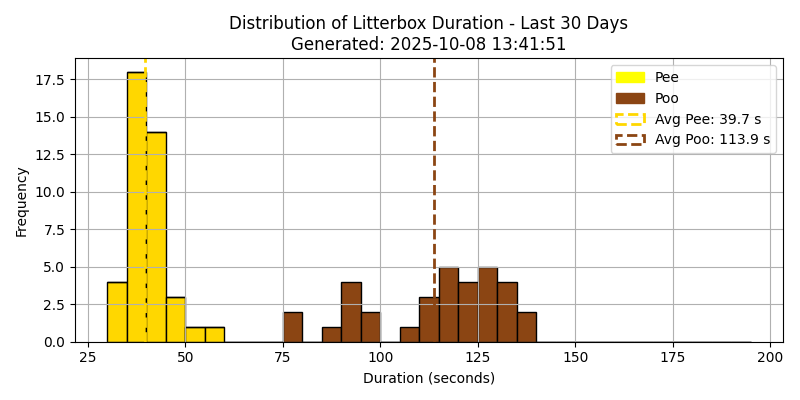 Distribution of Litterbox Duration - Last 30 Days
Generated: 2025-10-08 13:41:51
Pee
Poo
Avg Pee: 39.7 s
Avg Poo: 113.9 s
Frequency
17.5
15.0
12.5
10.0
7.5
5.0
2.5
0.0
25 50 75 100 125 150 175 200
Duration (seconds)